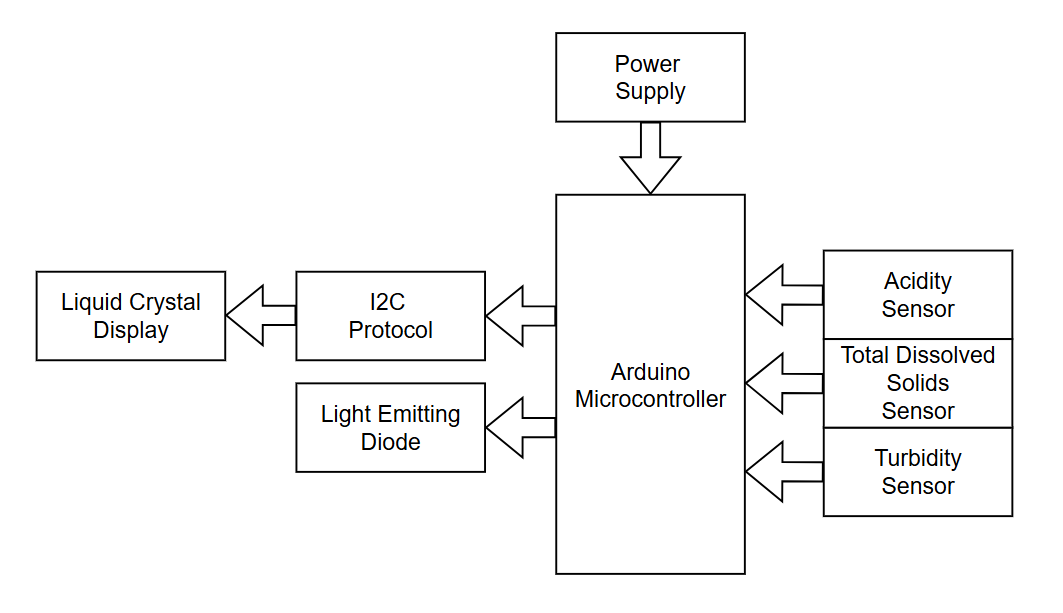 Power
Supply
Liquid Crystal
Display
I2C
Protocol
Light Emitting
Diode
Arduino
Microcontroller
Acidity
Sensor
Total Dissolved
Solids
Sensor
Turbidity
Sensor